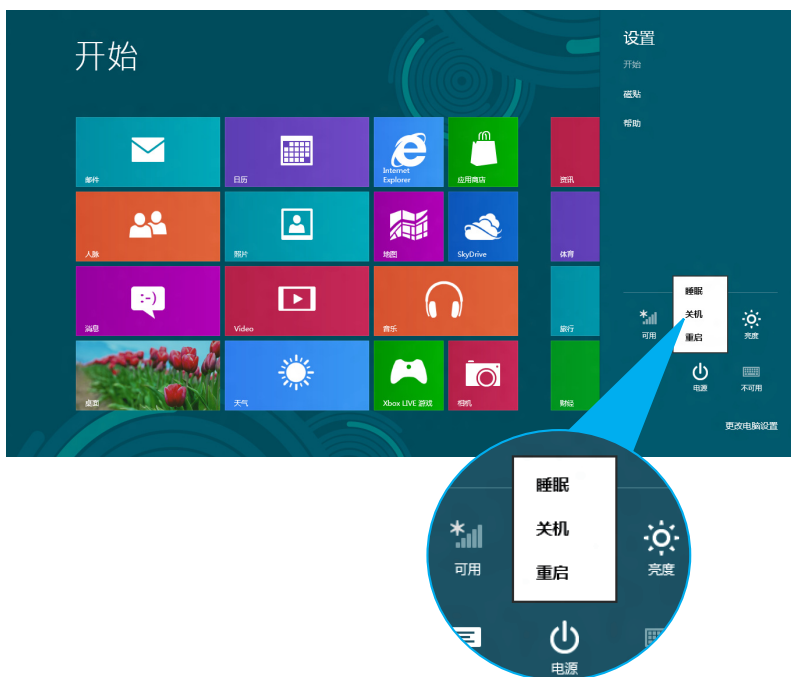 开始
邮件
日历
Internet
Explorer
应用商店
资讯
人脉
照片
地图
SkyDrive
体育
消息
:-)
Video
音乐
旅行
桌面
天气
Xbox LIVE 游戏
相机
财经
设置
开始
磁贴
帮助
睡眠
关机
重启
可用
亮度
电源
不可用
更改电脑设置
睡眠
关机
重启
可用
亮度
电源